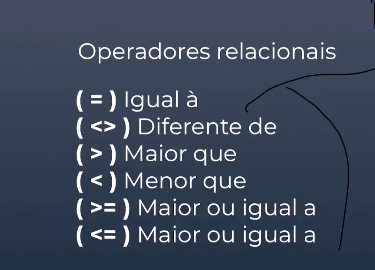 Operadores relacionais
( = ) Igual à
( <> ) Diferente de
( > ) Maior que
( < ) Menor que
( >= ) Maior ou igual a
( <= ) Maior ou igual a